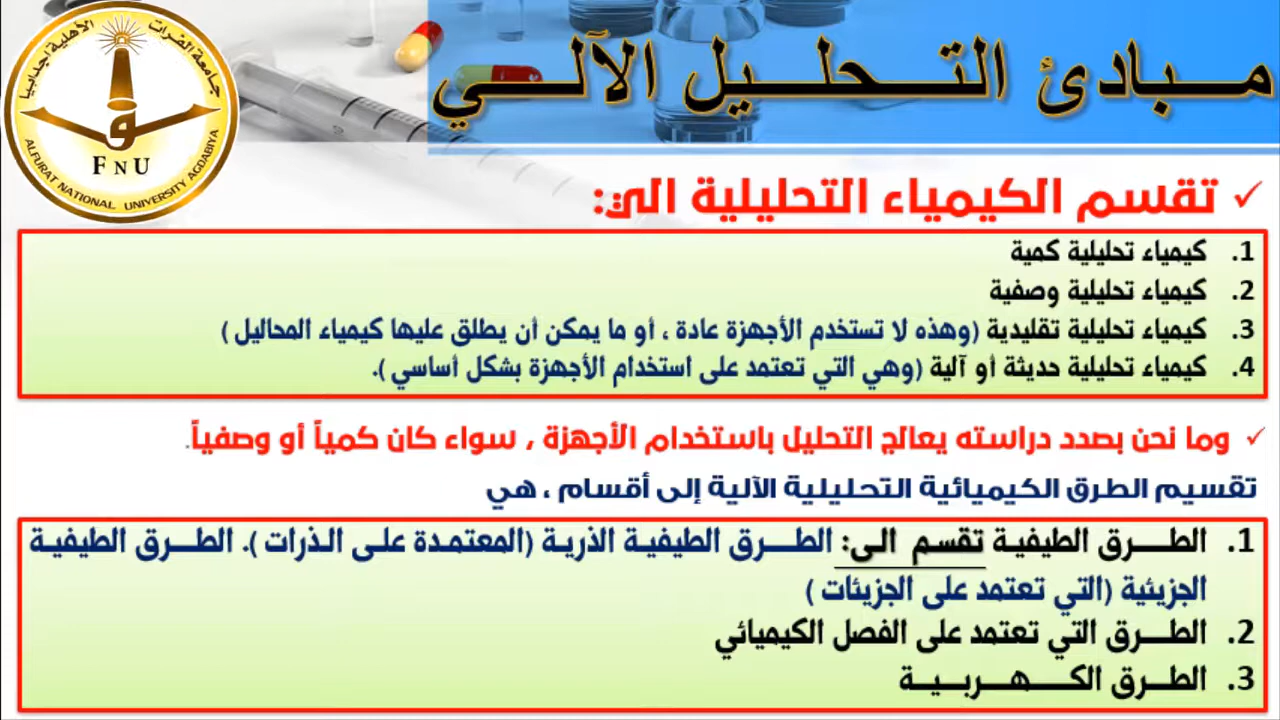 جامعة الفرات الأهلية اجدابيا
F N U
ALFURAT NATIONAL UNIVERSITY AGDABIYA
مبادئ التحليل الآلي
✓ تقسم الكيمياء التحليلية الي:
1. كيمياء تحليلية كمية
2. كيمياء تحليلية وصفية
3. كيمياء تحليلية تقليدية (وهذه لا تستخدم الأجهزة عادة ، أو ما يمكن أن يطلق عليها كيمياء المحاليل )
4. كيمياء تحليلية حديثة أو آلية (وهي التي تعتمد على استخدام الأجهزة بشكل أساسي ).
✓ وما نحن بصدد دراسته يعالج التحليل باستخدام الأجهزة ، سواء كان كمياً أو وصفياً.
تقسيم الطرق الكيميائية التحليلية الآلية إلى أقسام ، هي
1. الطرق الطيفية تقسم الى: الطرق الطيفية الذرية (المعتمدة على الذرات ). الطرق الطيفية
الجزيئية (التي تعتمد على الجزيئات )
2. الطرق التي تعتمد على الفصل الكيميائي
3. الطرق الكهربية